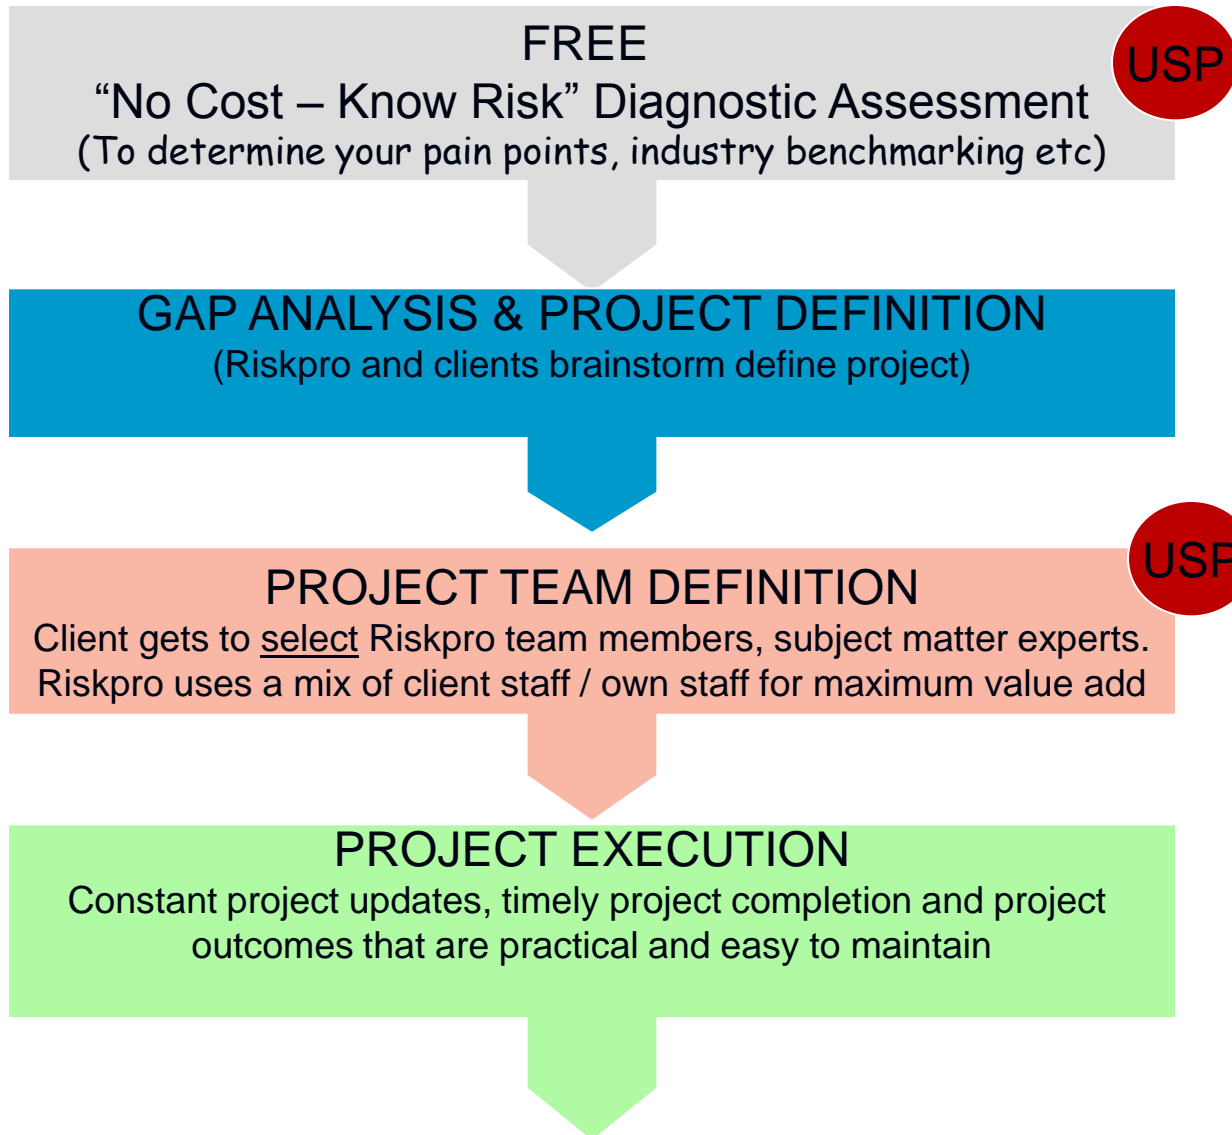 FREE
“No Cost – Know Risk” Diagnostic Assessment
(To determine your pain points, industry benchmarking etc)
USP
GAP ANALYSIS & PROJECT DEFINITION
(Riskpro and clients brainstorm define project)
USP
PROJECT TEAM DEFINITION
Client gets to select Riskpro team members, subject matter experts.
Riskpro uses a mix of client staff / own staff for maximum value add
PROJECT EXECUTION
Constant project updates, timely project completion and project
outcomes that are practical and easy to maintain